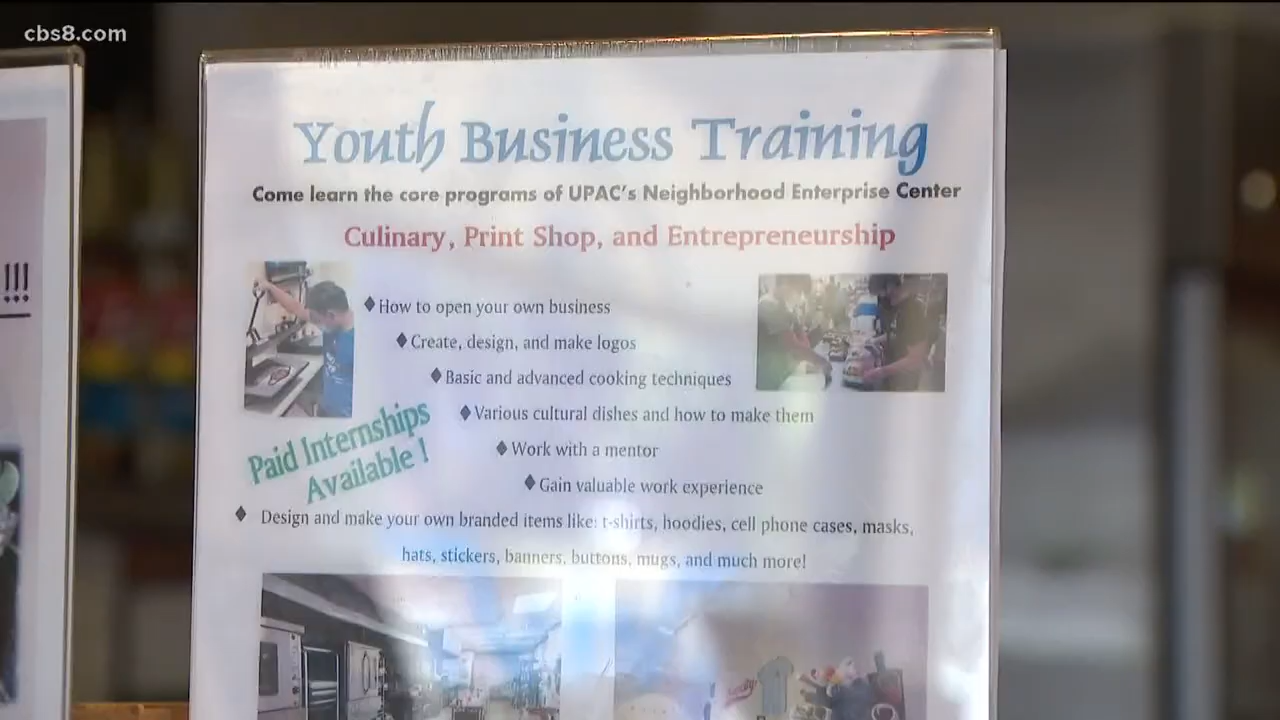 cbs8.com
!!!
Youth Business Training
Come learn the core programs of UPAC's Neighborhood Enterprise Center
Culinary, Print Shop, and Entrepreneurship
♦ How to open your own business
♦ Create, design, and make logos
♦ Basic and advanced cooking techniques
♦ Various cultural dishes and how to make them
♦ Work with a mentor
♦ Gain valuable work experience
Paid Internships
Available !
♦ Design and make your own branded items like: t-shirts, hoodies, cell phone cases, masks,
hats, stickers, banners, buttons, mugs, and much more!